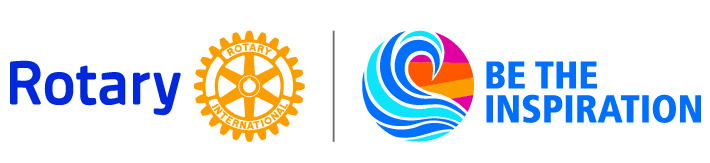 Rotary
ROTARY
INTERNATIONAL
BE THE
INSPIRATION